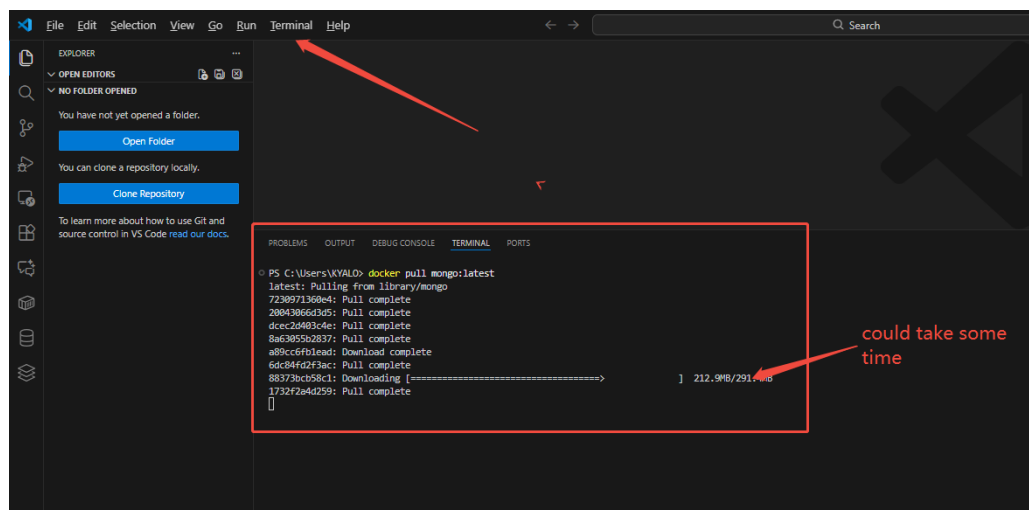 File Edit Selection View Go Run Terminal Help
Search
EXPLORER
OPEN EDITORS
NO FOLDER OPENED
You have not yet opened a folder.
Open Folder
You can clone a repository locally.
Clone Repository
To learn more about how to use Git and
source control in VS Code read our docs.
PROBLEMS OUTPUT DEBUG CONSOLE TERMINAL PORTS
PS C:\Users\KYALO> docker pull mongo:latest
latest: Pulling from library/mongo
7230971360e4: Pull complete
20043066d3d5: Pull complete
dcec2d403c4e: Pull complete
8a63055b2837: Pull complete
a89cc6fb1ead: Download complete
6dc84fd2f3ac: Pull complete
88373bcb58c1: Downloading [====================================> ] 212.9MB/291.
1732f2a4d259: Pull complete
could take some
time